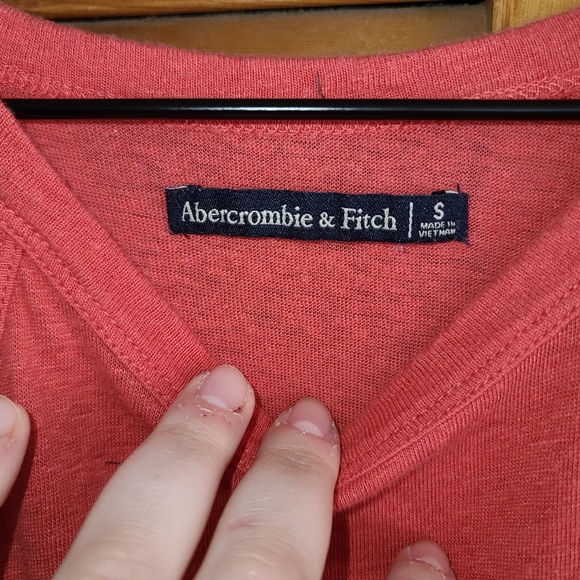 Abercrombie & Fitch
S
MADE IN
VIETNAM